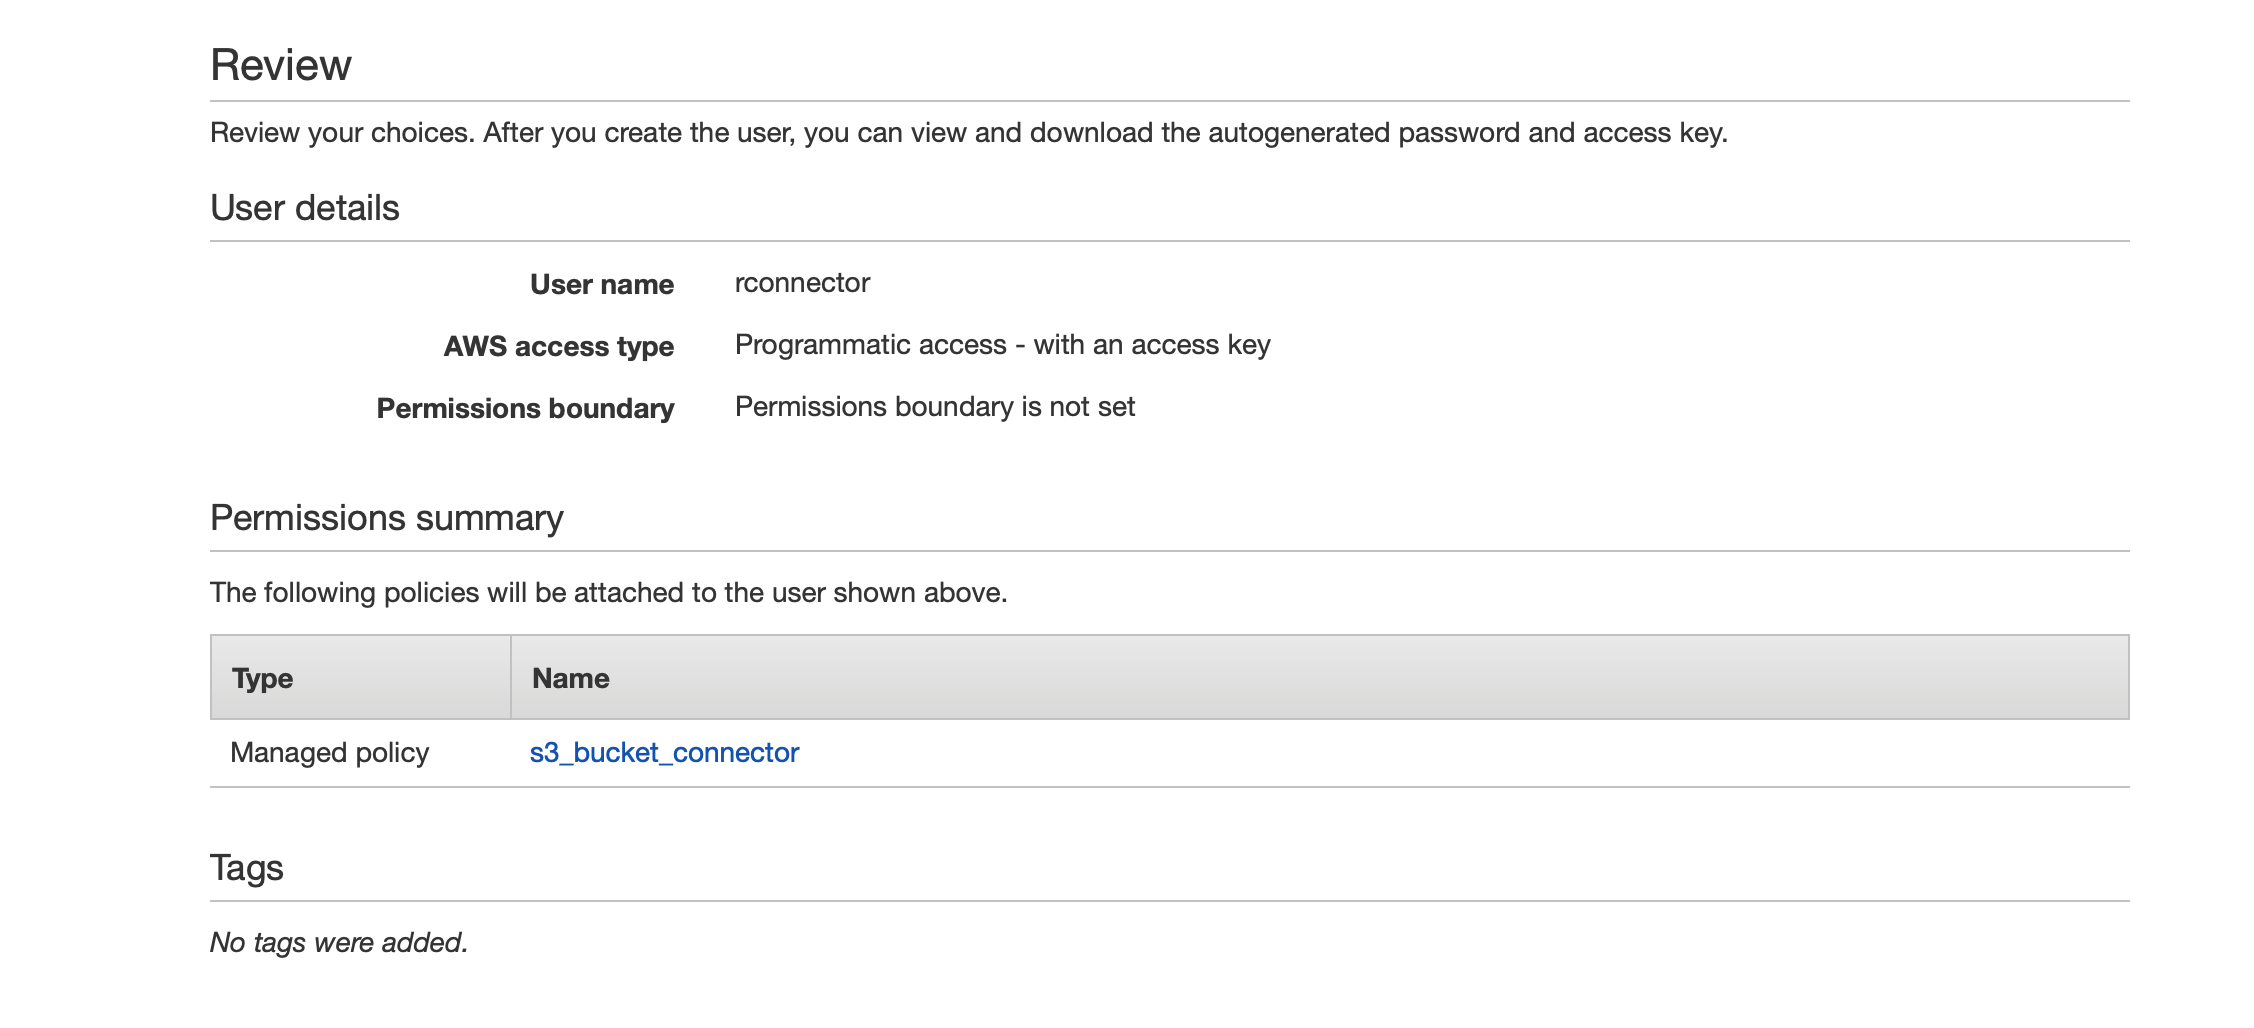 Review
Review your choices. After you create the user, you can view and download the autogenerated password and access key.
User details
User name rconnector
AWS access type Programmatic access - with an access key
Permissions boundary Permissions boundary is not set
Permissions summary
The following policies will be attached to the user shown above.
Type Name
Managed policy s3_bucket_connector
Tags
No tags were added.